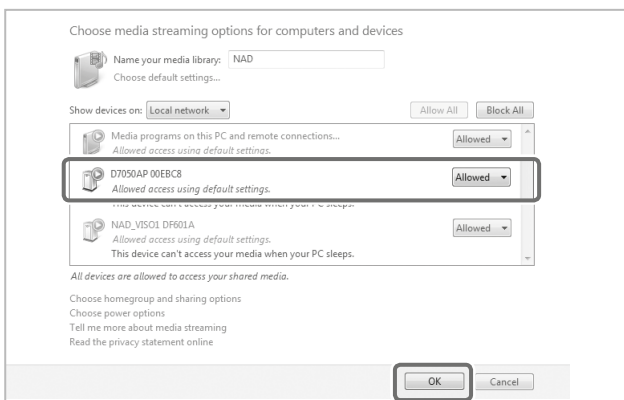 Choose media streaming options for computers and devices
Name your media library: NAD
Choose default settings...
Show devices on: Local network Allow All Block All
Media programs on this PC and remote connections... Allowed
Allowed access using default settings.
D7050AP 00EBC8 Allowed
Allowed access using default settings.
This device can't access your media when your PC sleeps.
NAD_VISO1 DF601A Allowed
Allowed access using default settings.
This device can't access your media when your PC sleeps.
All devices are allowed to access your shared media.
Choose homegroup and sharing options
Choose power options
Tell me more about media streaming
Read the privacy statement online
OK Cancel